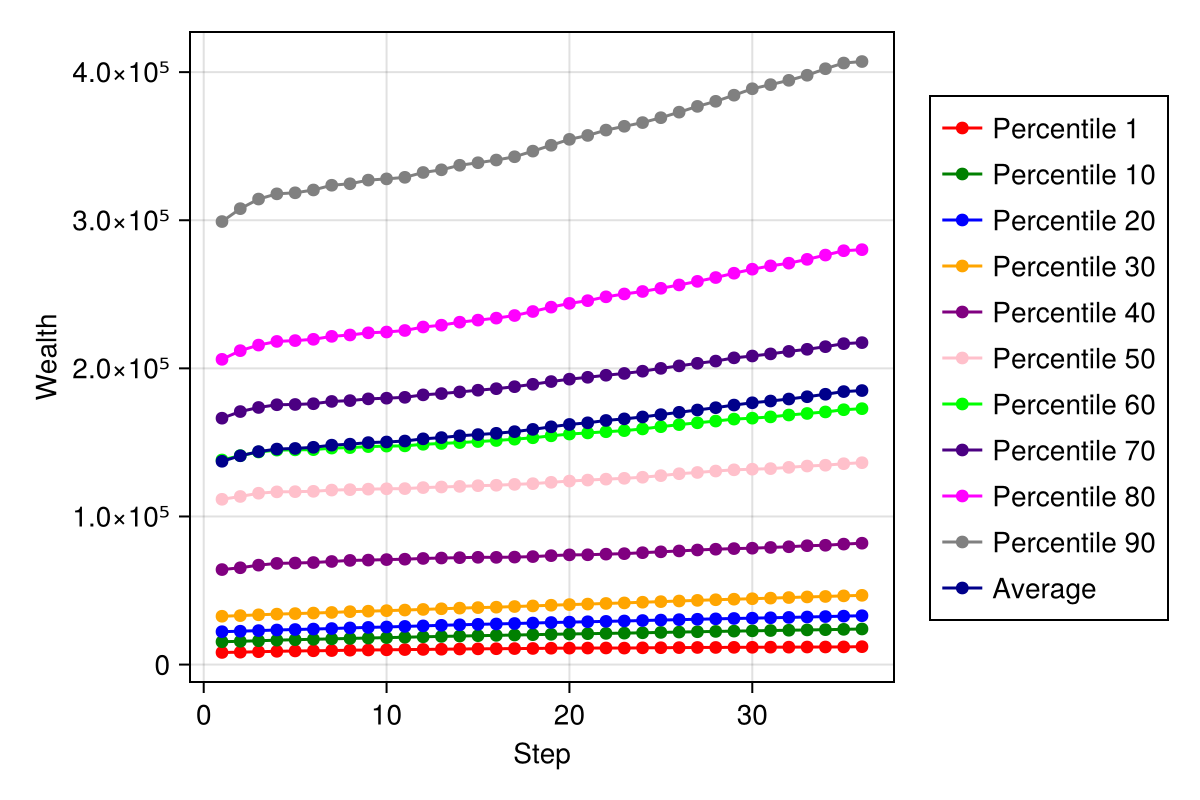 4.0×10⁵
3.0×10⁵
2.0×10⁵
1.0×10⁵
0
Wealth
0 10 20 30
Step
Percentile 1
Percentile 10
Percentile 20
Percentile 30
Percentile 40
Percentile 50
Percentile 60
Percentile 70
Percentile 80
Percentile 90
Average